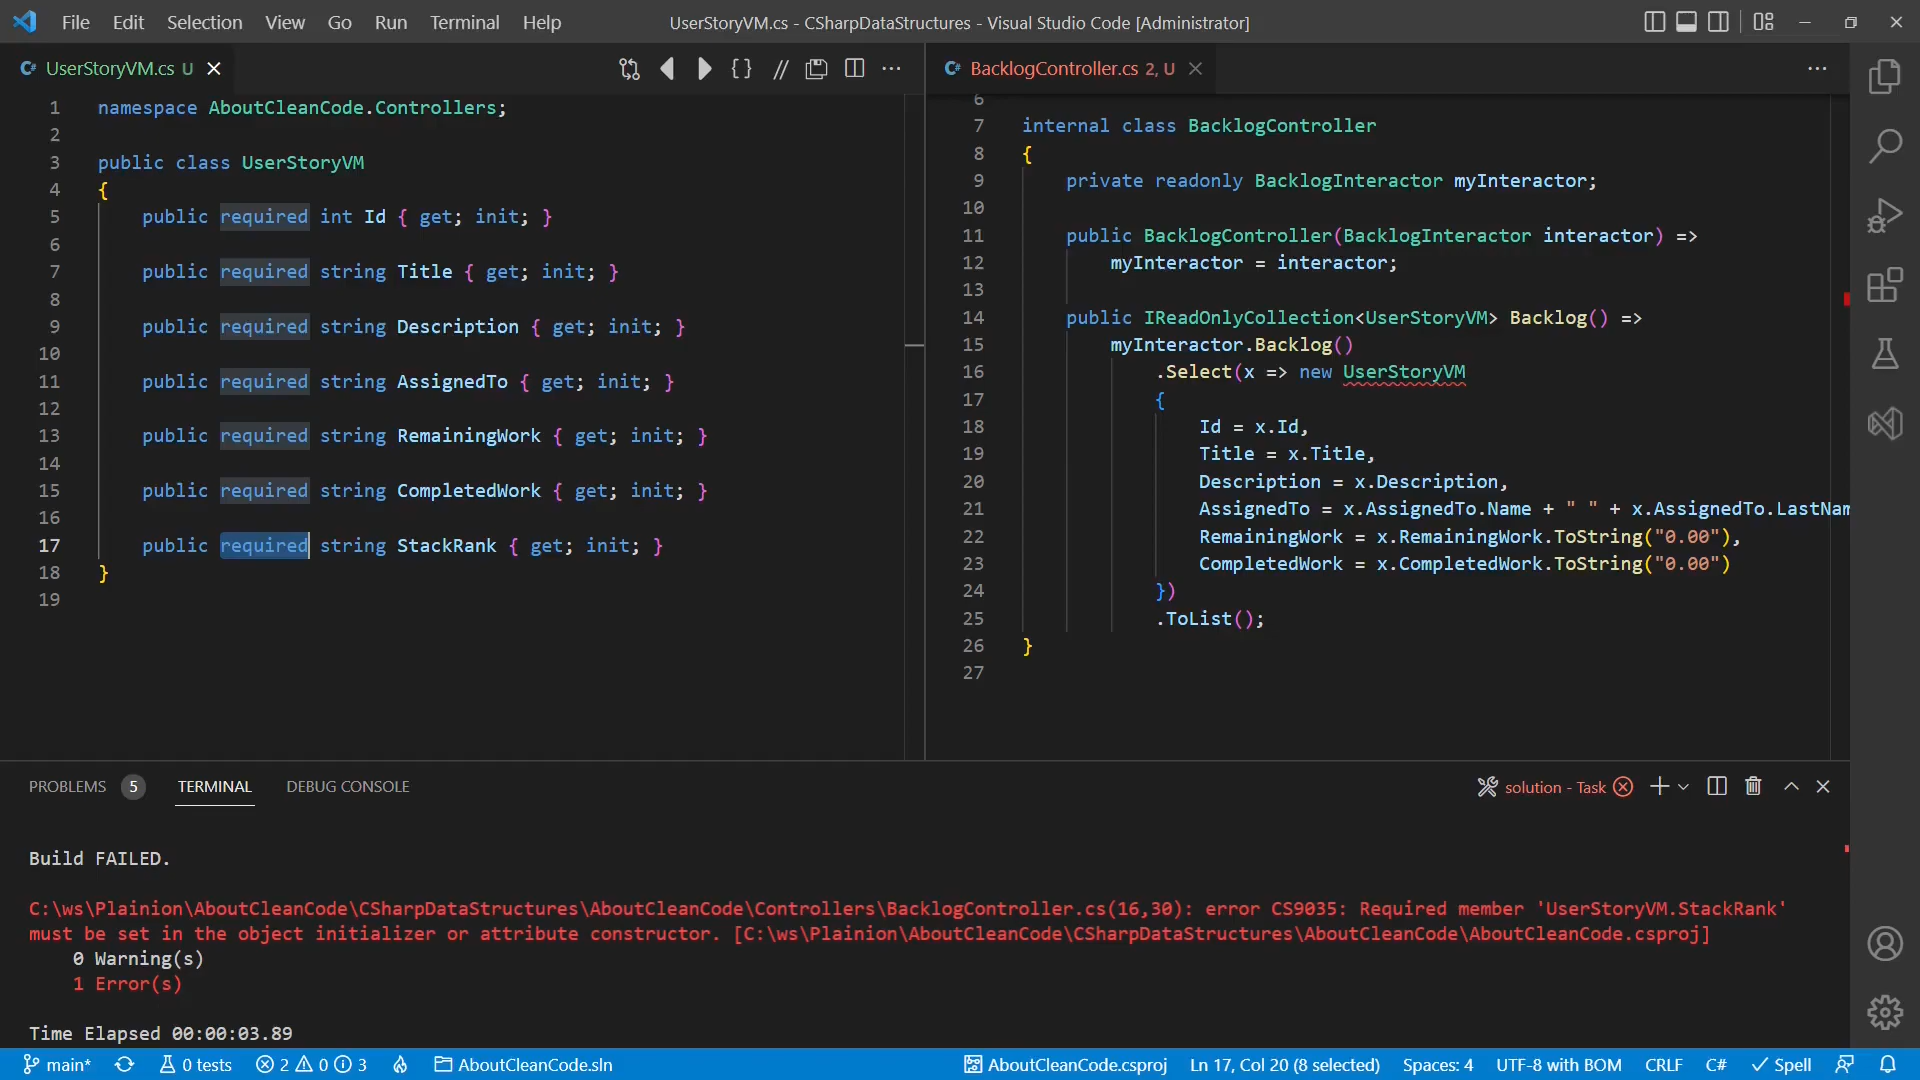 File Edit Selection View Go Run Terminal Help
UserStoryVM.cs - CSharpDataStructures - Visual Studio Code [Administrator]
C# UserStoryVM.cs U
1 namespace AboutCleanCode.Controllers;
2
3 public class UserStoryVM
4 {
5 public required int Id { get; init; }
6
7 public required string Title { get; init; }
8
9 public required string Description { get; init; }
10
11 public required string AssignedTo { get; init; }
12
13 public required string RemainingWork { get; init; }
14
15 public required string CompletedWork { get; init; }
16
17 public required string StackRank { get; init; }
18 }
19
C# BacklogController.cs 2, U
6
7 internal class BacklogController
8 {
9 private readonly BacklogInteractor myInteractor;
10
11 public BacklogController(BacklogInteractor interactor) =>
12 myInteractor = interactor;
13
14 public IReadOnlyCollection<UserStoryVM> Backlog() =>
15 myInteractor.Backlog()
16 .Select(x => new UserStoryVM
17 {
18 Id = x.Id,
19 Title = x.Title,
20 Description = x.Description,
21 AssignedTo = x.AssignedTo.Name + " " + x.AssignedTo.LastNam
22 RemainingWork = x.RemainingWork.ToString("0.00"),
23 CompletedWork = x.CompletedWork.ToString("0.00")
24 })
25 .ToList();
26 }
27
PROBLEMS 5 TERMINAL DEBUG CONSOLE
solution - Task
Build FAILED.
C:\ws\Plainion\AboutCleanCode\CSharpDataStructures\AboutCleanCode\Controllers\BacklogController.cs(16,30): error CS9035: Required member 'UserStoryVM.StackRank'
must be set in the object initializer or attribute constructor. [C:\ws\Plainion\AboutCleanCode\CSharpDataStructures\AboutCleanCode\AboutCleanCode.csproj]
0 Warning(s)
1 Error(s)
Time Elapsed 00:00:03.89
main* 0 tests 2 0 3 AboutCleanCode.sln AboutCleanCode.csproj Ln 17, Col 20 (8 selected) Spaces: 4 UTF-8 with BOM CRLF C# Spell